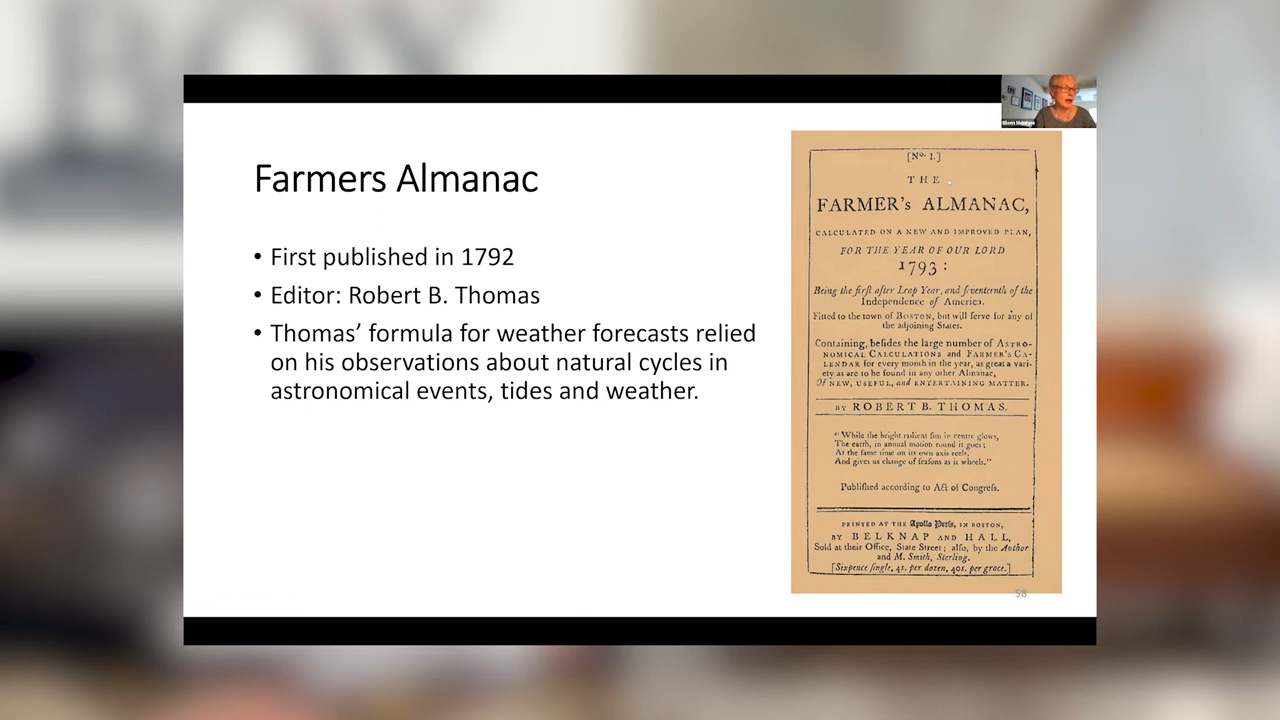 Farmers Almanac
• First published in 1792
• Editor: Robert B. Thomas
• Thomas’ formula for weather forecasts relied
on his observations about natural cycles in
astronomical events, tides and weather.
[Nº. I.]
THE
FARMER's ALMANAC,
CALCULATED ON A NEW AND IMPROVED PLAN,
FOR THE YEAR OF OUR LORD
1793:
Being the firſt after Leap Year, and ſeventeenth of the
Independence of America.
Fitted to the town of BOSTON, but will ſerve for any of
the adjoining States.
Containing, beſides the large number of ASTRO-
NOMICAL CALCULATIONS and FARMER'S CA-
LENDAR for every month in the year, as great a vari-
ety as are to be found in any other Almanac,
Of NEW, USEFUL, and ENTERTAINING MATTER.
BY ROBERT B. THOMAS.
“While the bright radient ſun in centre glows,
The earth, in annual motion round it goes;
At the ſame time on its own axis reels,
And gives us change of ſeaſons as it wheels.”
Publiſhed according to Act of Congreſs.
PRINTED AT THE Apollo Preſs, IN BOSTON,
BY BELKNAP AND HALL,
Sold at their Office, State Street; alſo, by the Author
and M. Smith, Sterling.
[Sixpence ſingle, 4s. per dozen, 40s. per groce.]
58